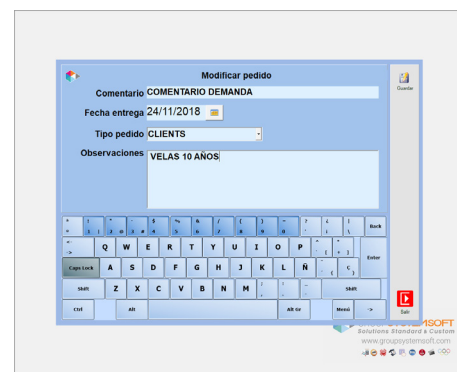 Modificar pedido
Guardar
Comentario COMENTARIO DEMANDA
Fecha entrega 24/11/2018
Tipo pedido CLIENTS
Observaciones VELAS 10 AÑOS
Back
Q W E R T Y U I O P
Enter
Caps Lock A S D F G H J K L Ñ
Shift Z X C V B N M Shift
Ctrl Alt Alt Gr Menú ->
Salir
Solutions Standard & Custom
www.groupsystemsoft.com